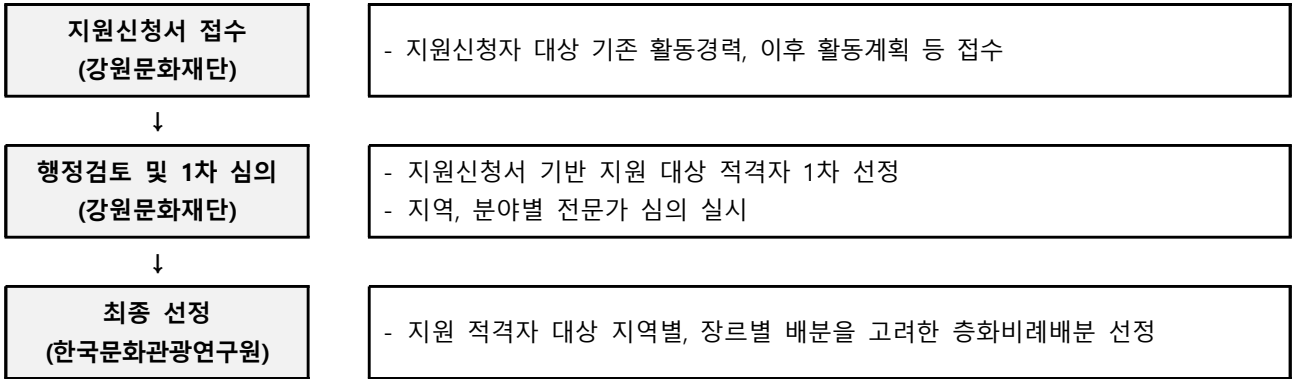 지원신청서 접수
(강원문화재단)
- 지원신청자 대상 기존 활동경력, 이후 활동계획 등 접수
↓
행정검토 및 1차 심의
(강원문화재단)
- 지원신청서 기반 지원 대상 적격자 1차 선정
- 지역, 분야별 전문가 심의 실시
↓
최종 선정
(한국문화관광연구원)
- 지원 적격자 대상 지역별, 장르별 배분을 고려한 층화비례배분 선정